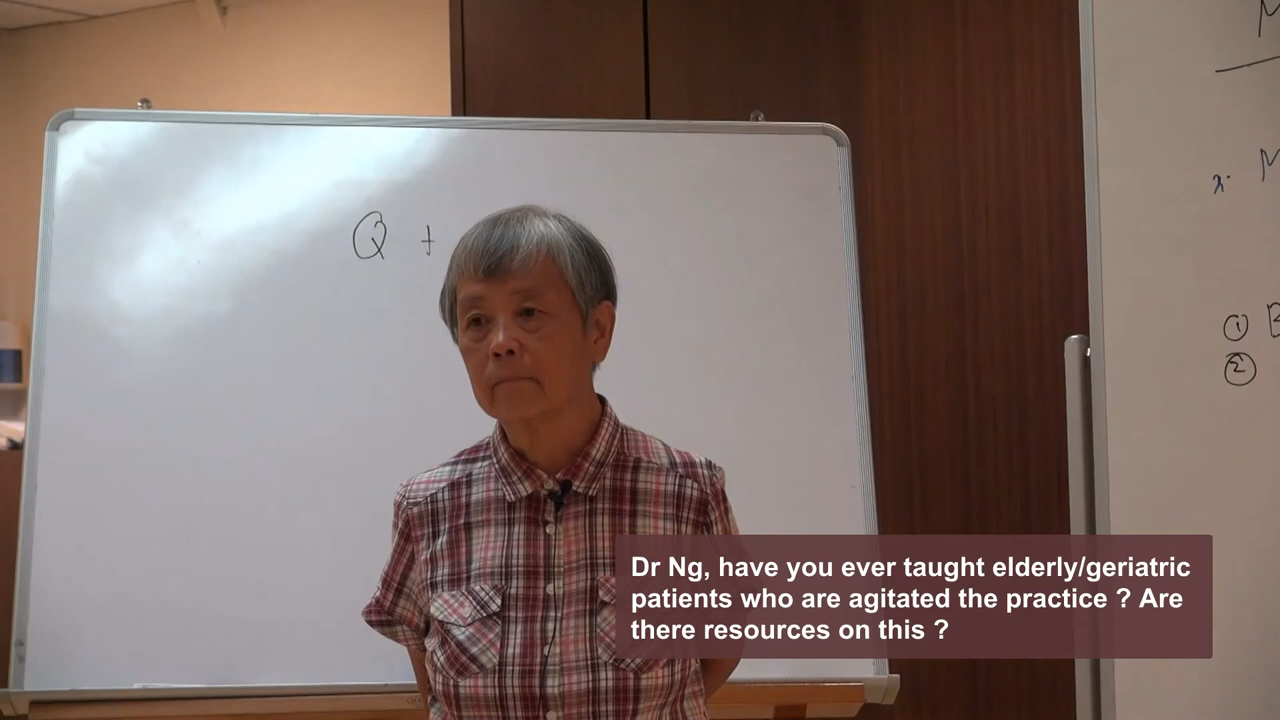 Q +
Dr Ng, have you ever taught elderly/geriatric
patients who are agitated the practice ? Are
there resources on this ?
M
2. M
①
②